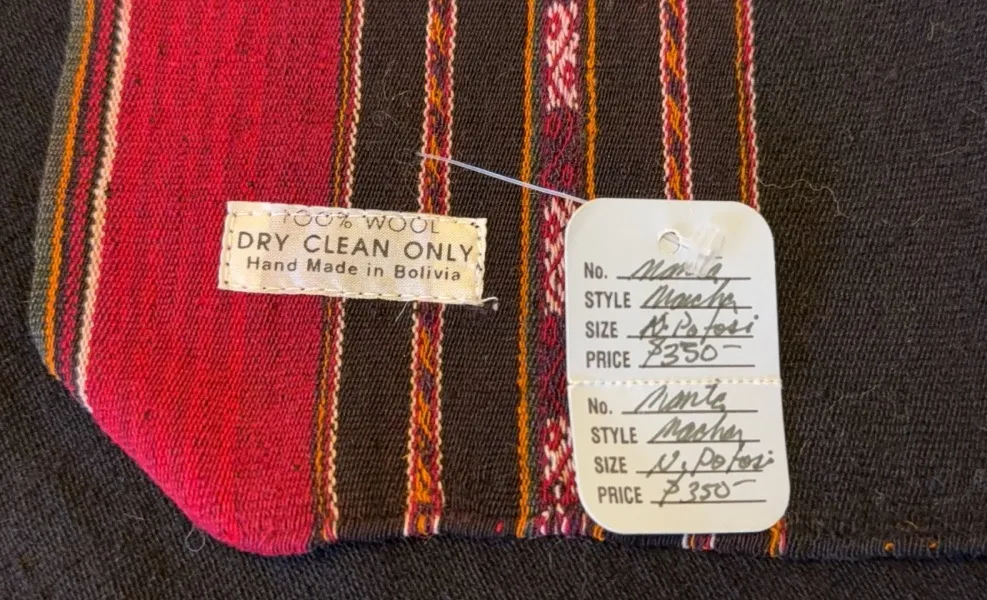 100% WOOL
DRY CLEAN ONLY
Hand Made in Bolivia
No. Manta
STYLE Macha
SIZE N. Potosi
PRICE $350-
No. Manta
STYLE Macha
SIZE N. Potosi
PRICE $350-